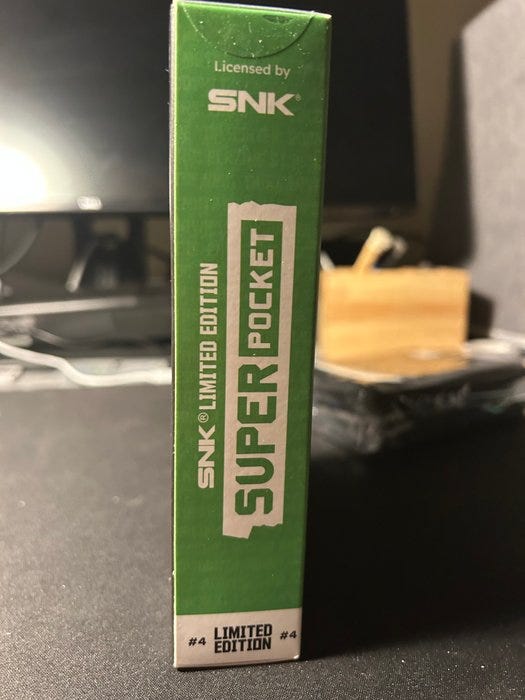 Licensed by
SNK®
SNK® LIMITED EDITION
SUPER POCKET
#4 LIMITED EDITION #4